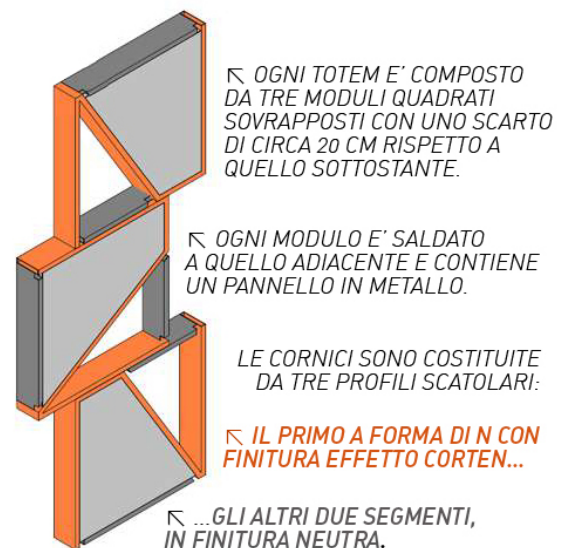 ↖ OGNI TOTEM E' COMPOSTO
DA TRE MODULI QUADRATI
SOVRAPPOSTI CON UNO SCARTO
DI CIRCA 20 CM RISPETTO A
QUELLO SOTTOSTANTE.
↖ OGNI MODULO E' SALDATO
A QUELLO ADIACENTE E CONTIENE
UN PANNELLO IN METALLO.
LE CORNICI SONO COSTITUITE
DA TRE PROFILI SCATOLARI:
↖ IL PRIMO A FORMA DI N CON
FINITURA EFFETTO CORTEN...
↖ ...GLI ALTRI DUE SEGMENTI,
IN FINITURA NEUTRA.